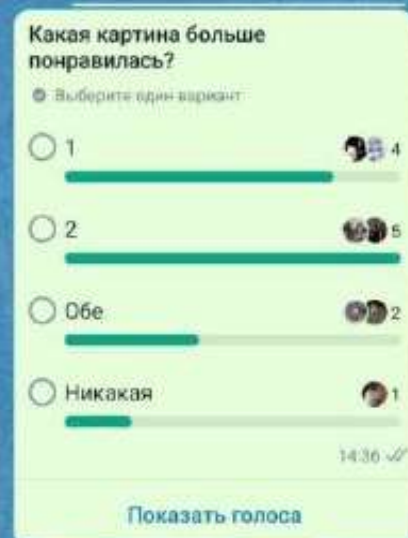 Какая картина больше
понравилась?
Выберите один вариант
1 4
2 5
Обе 2
Никакая 1
14:36
Показать голоса